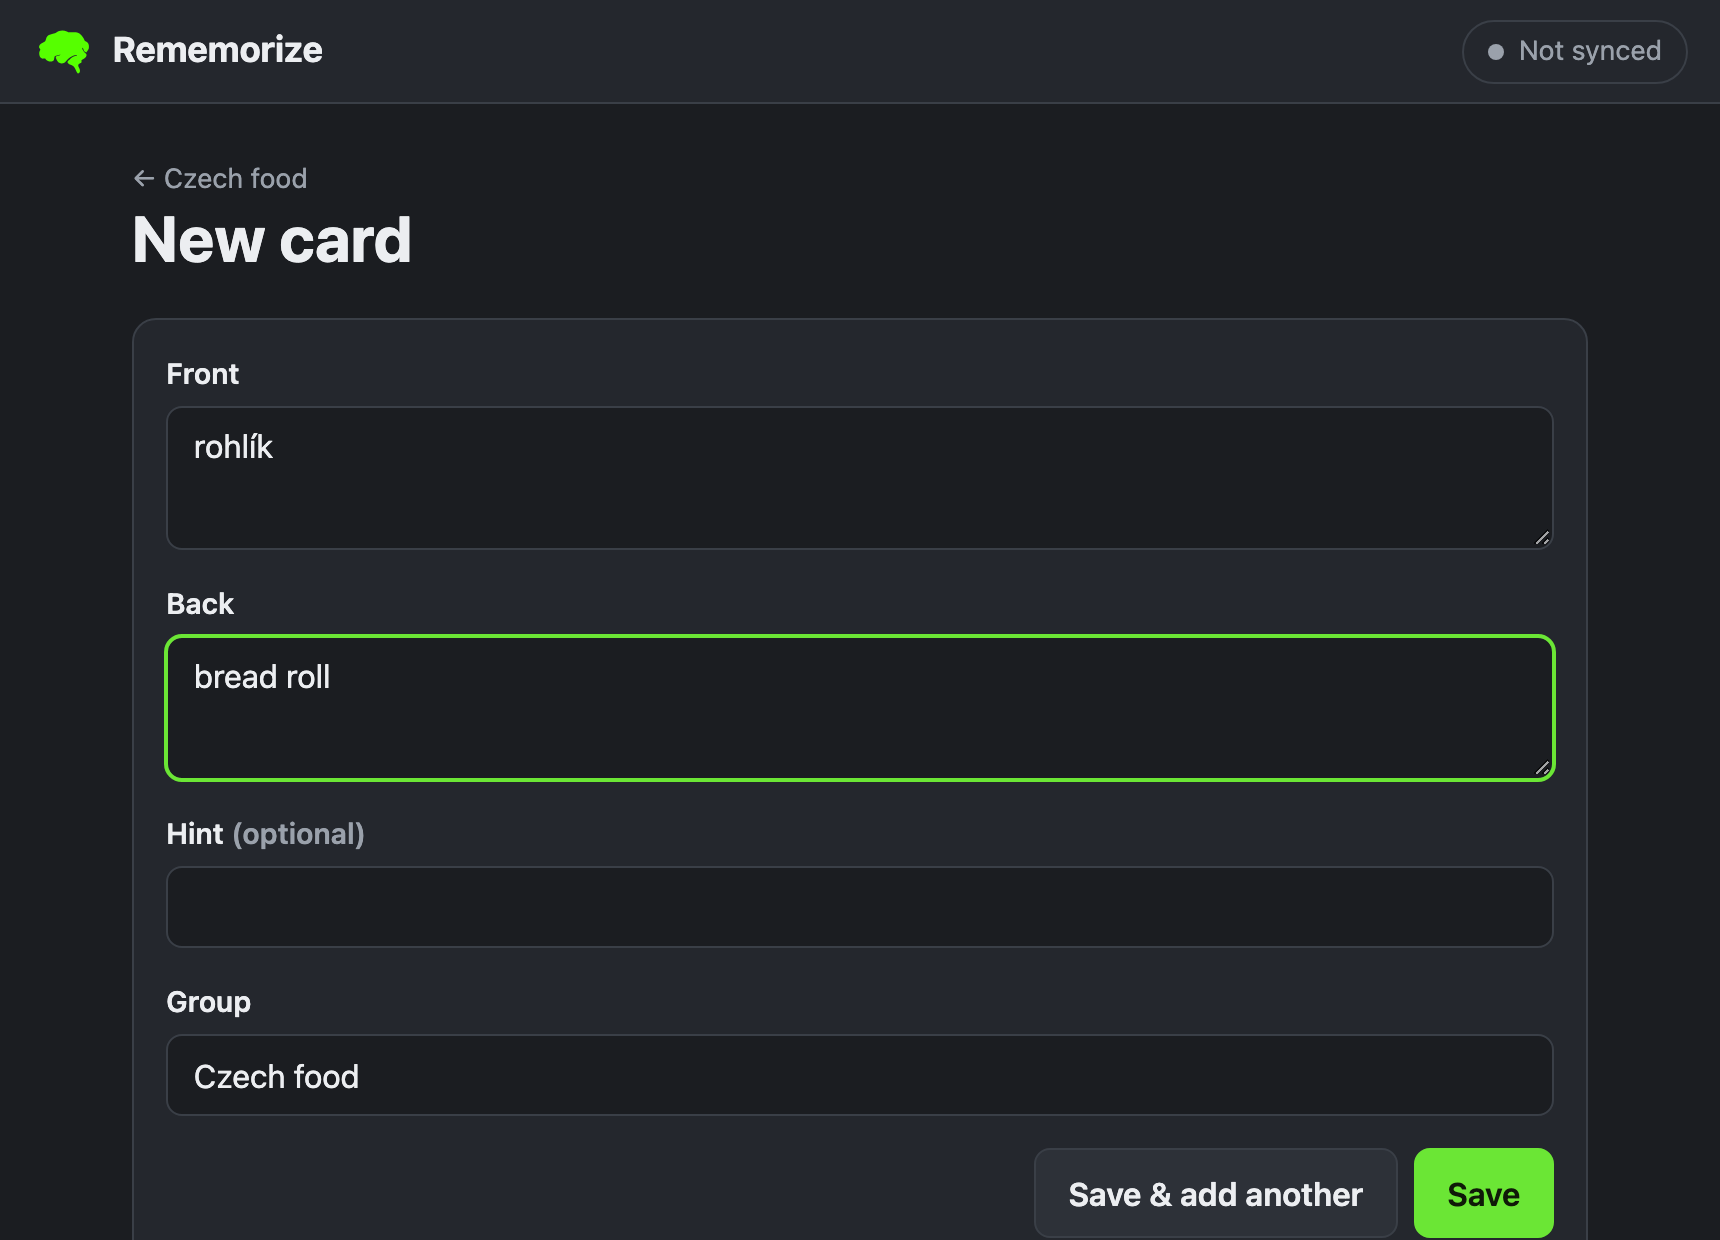 Rememorize
Not synced
← Czech food
New card
Front
rohlík
Back
bread roll
Hint (optional)
Group
Czech food
Save & add another
Save